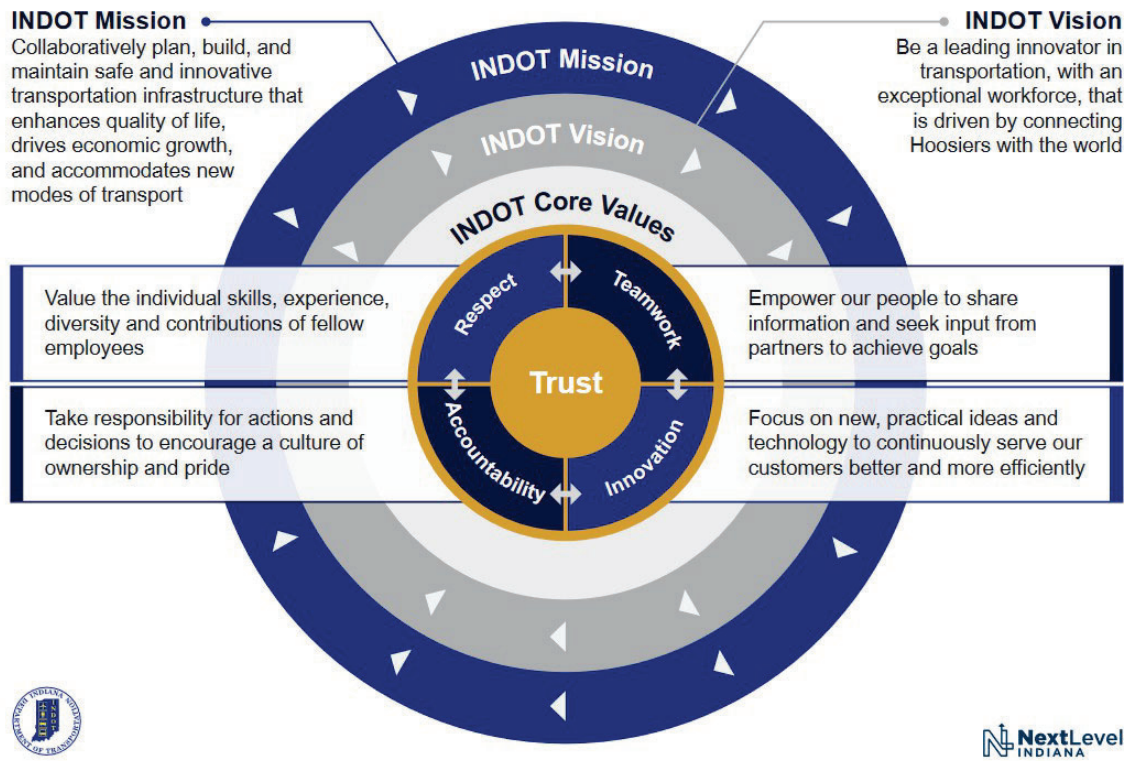 INDOT Mission
Collaboratively plan, build, and
maintain safe and innovative
transportation infrastructure that
enhances quality of life,
drives economic growth,
and accommodates new
modes of transport
INDOT Vision
Be a leading innovator in
transportation, with an
exceptional workforce, that
is driven by connecting
Hoosiers with the world
INDOT Mission
INDOT Vision
INDOT Core Values
Respect
Teamwork
Trust
Accountability
Innovation
Value the individual skills, experience,
diversity and contributions of fellow
employees
Empower our people to share
information and seek input from
partners to achieve goals
Take responsibility for actions and
decisions to encourage a culture of
ownership and pride
Focus on new, practical ideas and
technology to continuously serve our
customers better and more efficiently
INDIANA DEPARTMENT OF TRANSPORTATION
INDOT
NextLevel
INDIANA